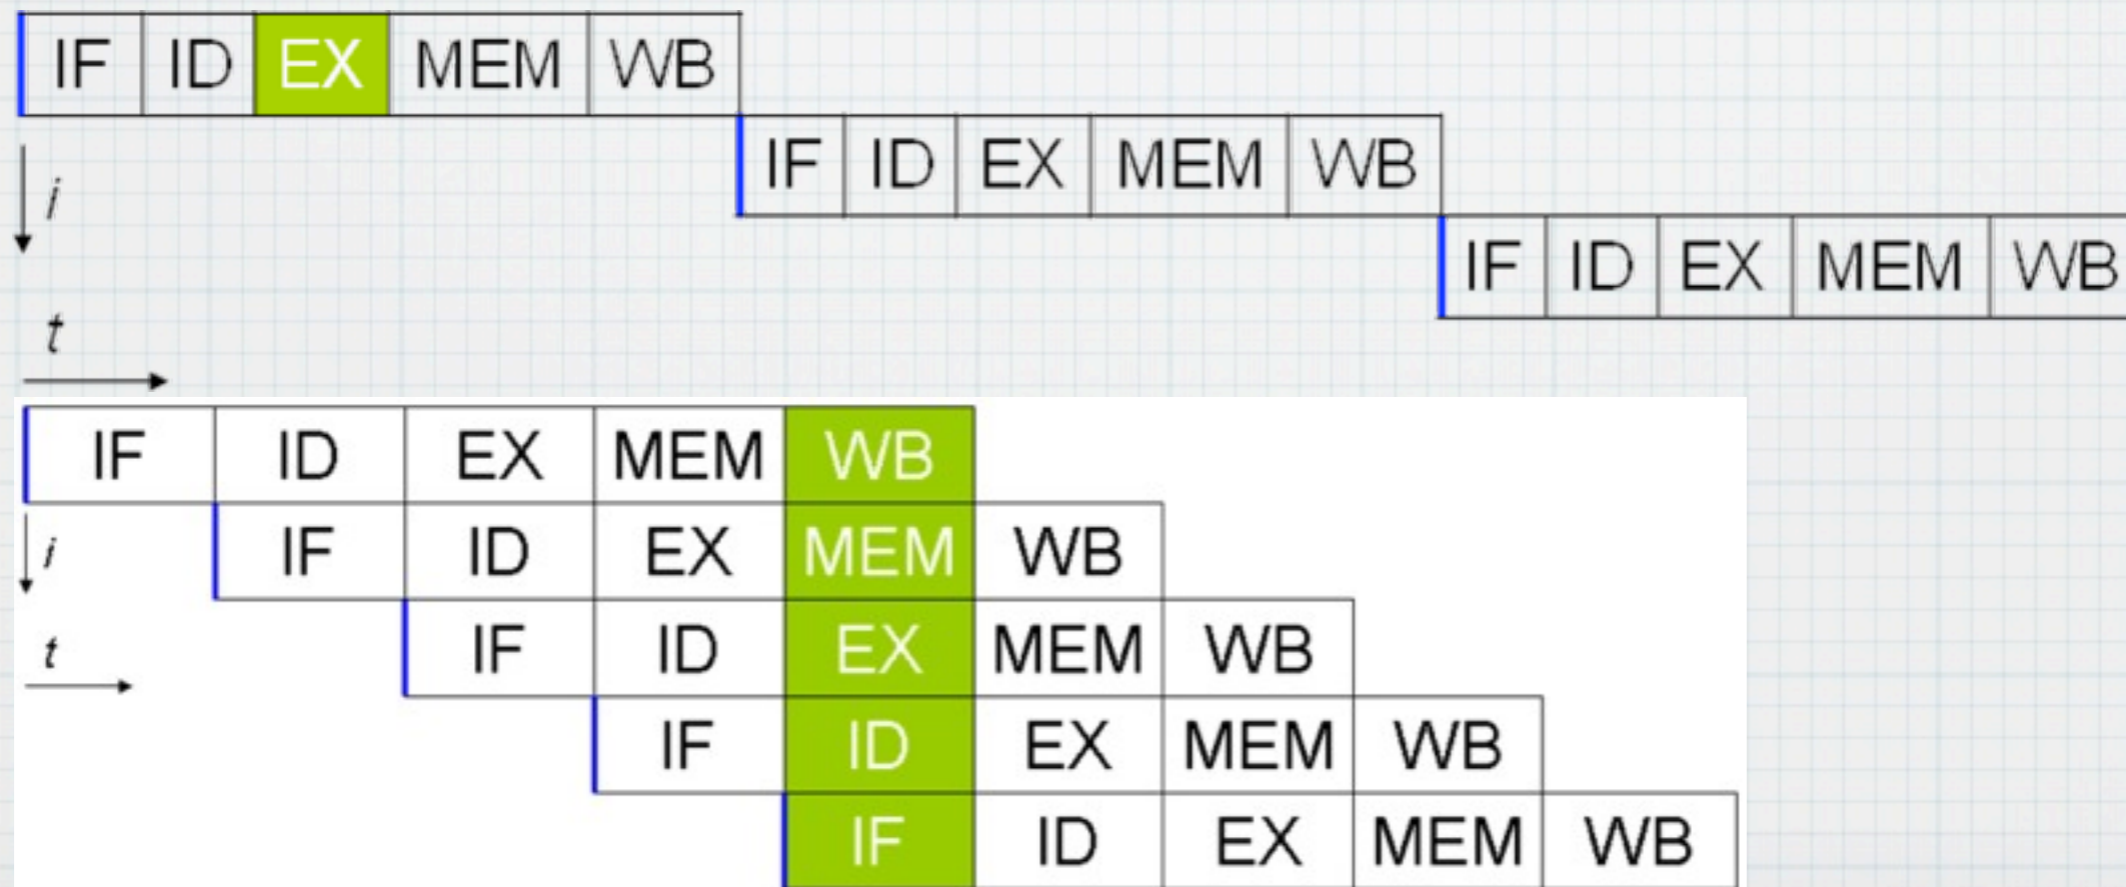 IF ID EX MEM WB
IF ID EX MEM WB
i
IF ID EX MEM WB
t
IF ID EX MEM WB
i IF ID EX MEM WB
t IF ID EX MEM WB
IF ID EX MEM WB
IF ID EX MEM WB